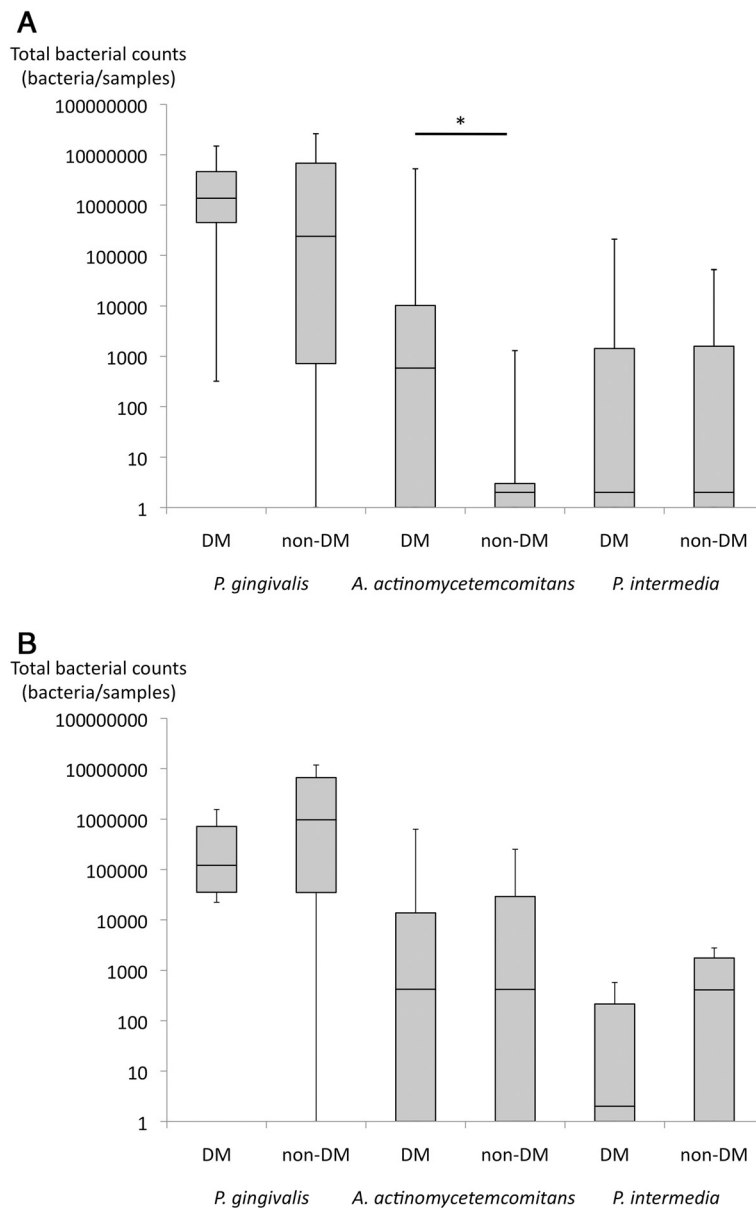 A
Total bacterial counts
(bacteria/samples)
100000000
10000000
1000000
100000
10000
1000
100
10
1
*
DM non-DM DM non-DM DM non-DM
P. gingivalis A. actinomycetemcomitans P. intermedia
B
Total bacterial counts
(bacteria/samples)
100000000
10000000
1000000
100000
10000
1000
100
10
1
DM non-DM DM non-DM DM non-DM
P. gingivalis A. actinomycetemcomitans P. intermedia